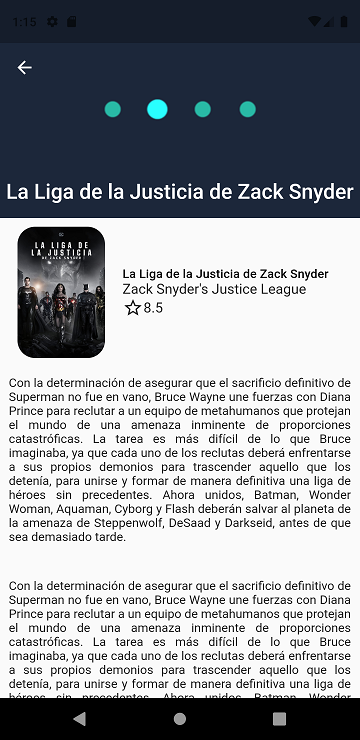 1:15
La Liga de la Justicia de Zack Snyder
LA LIGA DE
LA JUSTICIA
DE ZACK SNYDER
La Liga de la Justicia de Zack Snyder
Zack Snyder's Justice League
8.5
Con la determinación de asegurar que el sacrificio definitivo de
Superman no fue en vano, Bruce Wayne une fuerzas con Diana
Prince para reclutar a un equipo de metahumanos que protejan
el mundo de una amenaza inminente de proporciones
catastróficas. La tarea es más difícil de lo que Bruce
imaginaba, ya que cada uno de los reclutas deberá enfrentarse
a sus propios demonios para trascender aquello que los
detenía, para unirse y formar de manera definitiva una liga de
héroes sin precedentes. Ahora unidos, Batman, Wonder
Woman, Aquaman, Cyborg y Flash deberán salvar al planeta de
la amenaza de Steppenwolf, DeSaad y Darkseid, antes de que
sea demasiado tarde.
Con la determinación de asegurar que el sacrificio definitivo de
Superman no fue en vano, Bruce Wayne une fuerzas con Diana
Prince para reclutar a un equipo de metahumanos que protejan
el mundo de una amenaza inminente de proporciones
catastróficas. La tarea es más difícil de lo que Bruce
imaginaba, ya que cada uno de los reclutas deberá enfrentarse
a sus propios demonios para trascender aquello que los
detenía, para unirse y formar de manera definitiva una liga de
héroes sin precedentes. Ahora unidos, Batman, Wonder